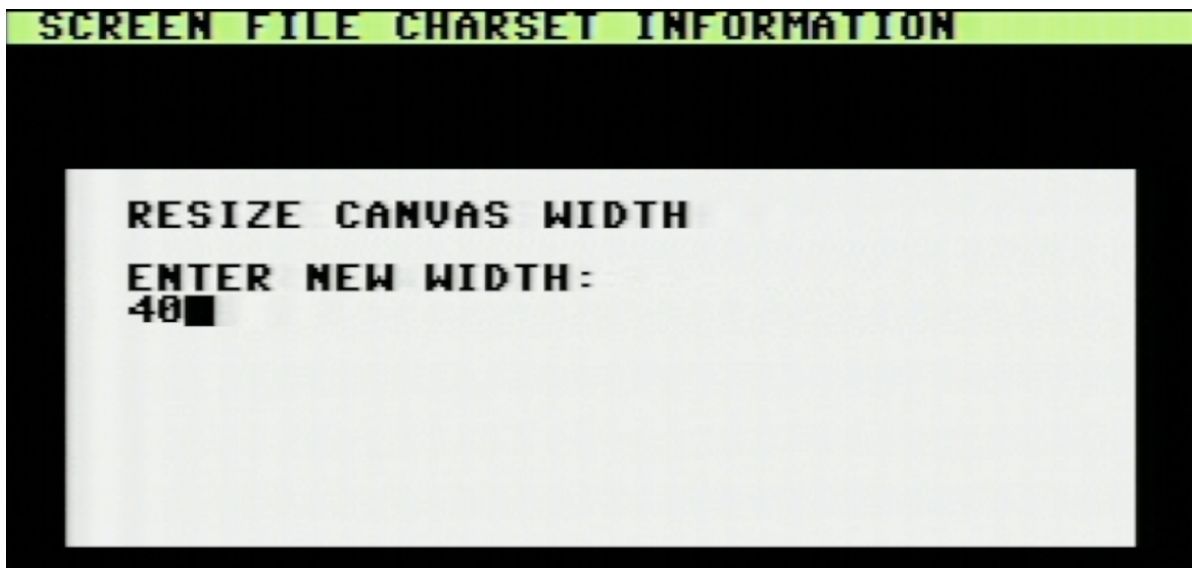 SCREEN FILE CHARSET INFORMATION
RESIZE CANVAS WIDTH
ENTER NEW WIDTH:
40